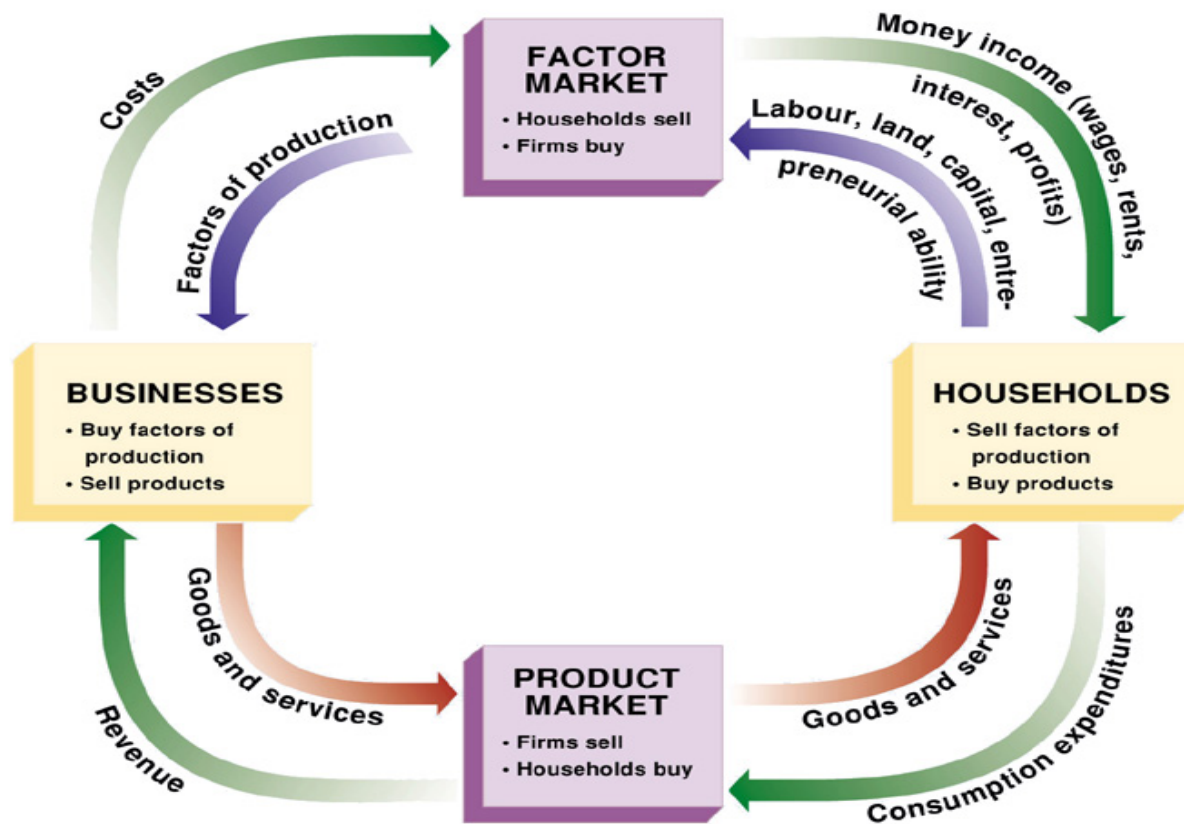 FACTOR
MARKET
• Households sell
• Firms buy
Costs
Factors of production
Money income (wages, rents,
interest, profits)
Labour, land, capital, entre-
preneurial ability
BUSINESSES
• Buy factors of
production
• Sell products
HOUSEHOLDS
• Sell factors of
production
• Buy products
Goods and services
Revenue
PRODUCT
MARKET
• Firms sell
• Households buy
Goods and services
Consumption expenditures